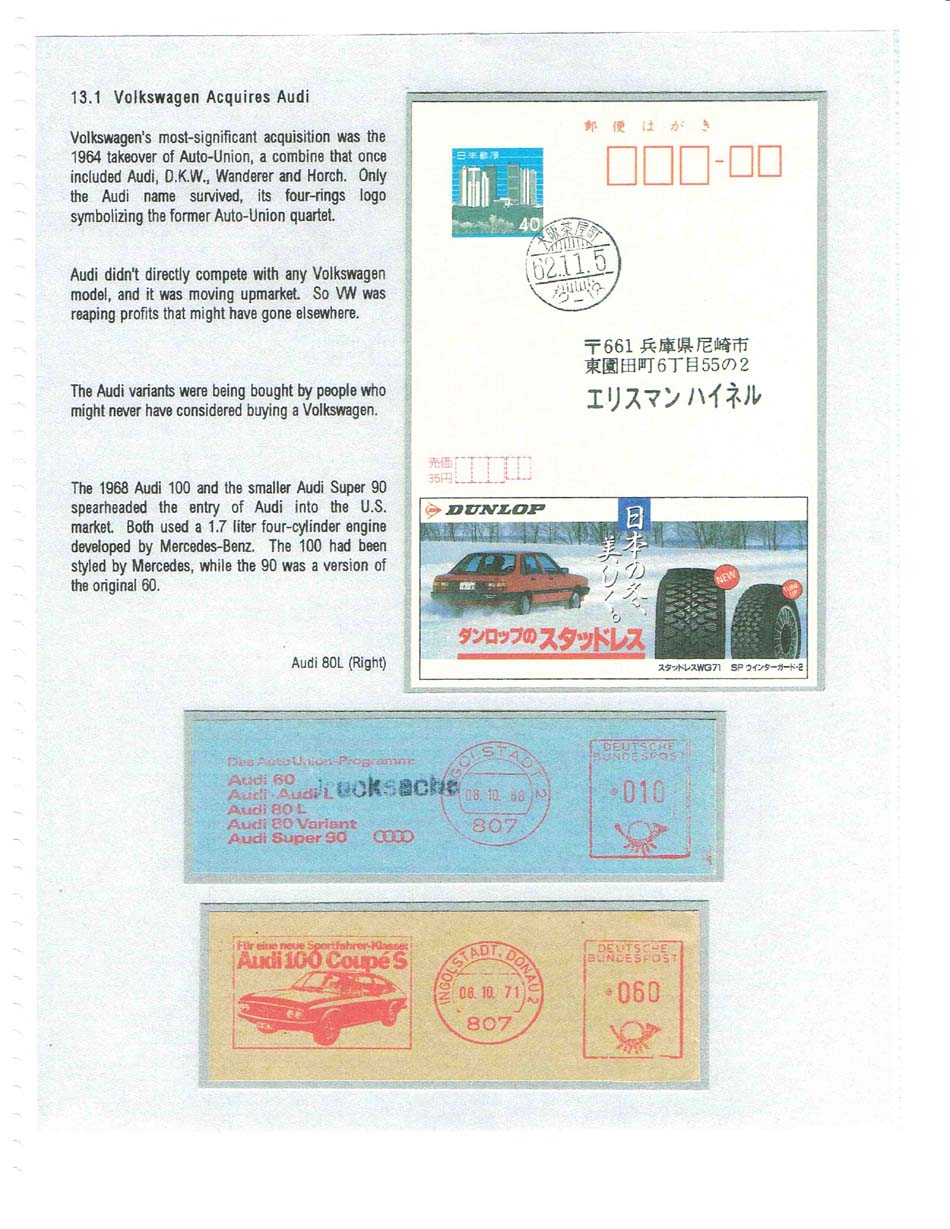 13.1 Volkswagen Acquires Audi
Volkswagen's most-significant acquisition was the
1964 takeover of Auto-Union, a combine that once
included Audi, D.K.W., Wanderer and Horch. Only
the Audi name survived, its four-rings logo
symbolizing the former Auto-Union quartet.
Audi didn't directly compete with any Volkswagen
model, and it was moving upmarket. So VW was
reaping profits that might have gone elsewhere.
The Audi variants were being bought by people who
might never have considered buying a Volkswagen.
The 1968 Audi 100 and the smaller Audi Super 90
spearheaded the entry of Audi into the U.S.
market. Both used a 1.7 liter four-cylinder engine
developed by Mercedes-Benz. The 100 had been
styled by Mercedes, while the 90 was a version of
the original 60.
Audi 80L (Right)
郵便はがき
日本郵便
40
大阪茶屋町
62.11.5
12-18
〒661 兵庫県尼崎市
東園田町6丁目55の2
エリスマン ハイネル
売価
35円
DUNLOP
日本の冬、
美しく。
NEW
TUNE UP
ダンロップのスタッドレス
スタッドレスWG71 SP ウインターガード・2
Das Auto Union-Programm:
Audi 60
Audi · Audi L
Audi 80 L
Audi 80 Variant
Audi Super 90
Drucksache
INGOLSTADT 2
08.10.68
807
DEUTSCHE
BUNDESPOST
010
Für eine neue Sportfahrer-Klasse:
Audi 100 Coupé S
INGOLSTADT, DONAU 2
08.10.71
807
DEUTSCHE
BUNDESPOST
060